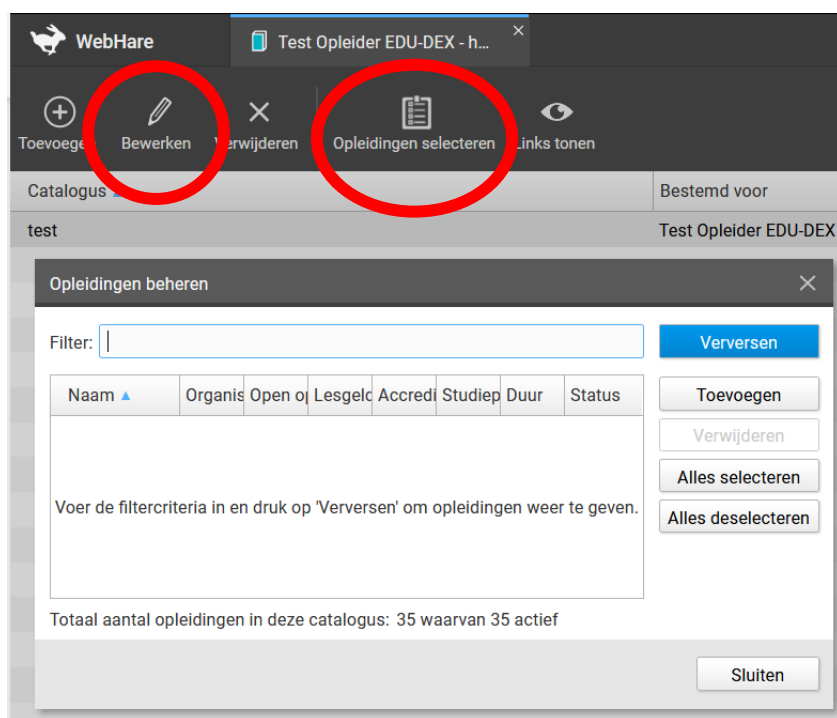 WebHare Test Opleider EDU-DEX - h...
Toevoegen Bewerken Verwijderen Opleidingen selecteren Links tonen
Catalogus Bestemd voor
test Test Opleider EDU-DEX
Opleidingen beheren
Filter: Verversen
Naam Organis Open o Lesgeld Accredi Studiep Duur Status Toevoegen
Verwijderen
Alles selecteren
Voer de filtercriteria in en druk op 'Verversen' om opleidingen weer te geven.
Alles deselecteren
Totaal aantal opleidingen in deze catalogus: 35 waarvan 35 actief
Sluiten